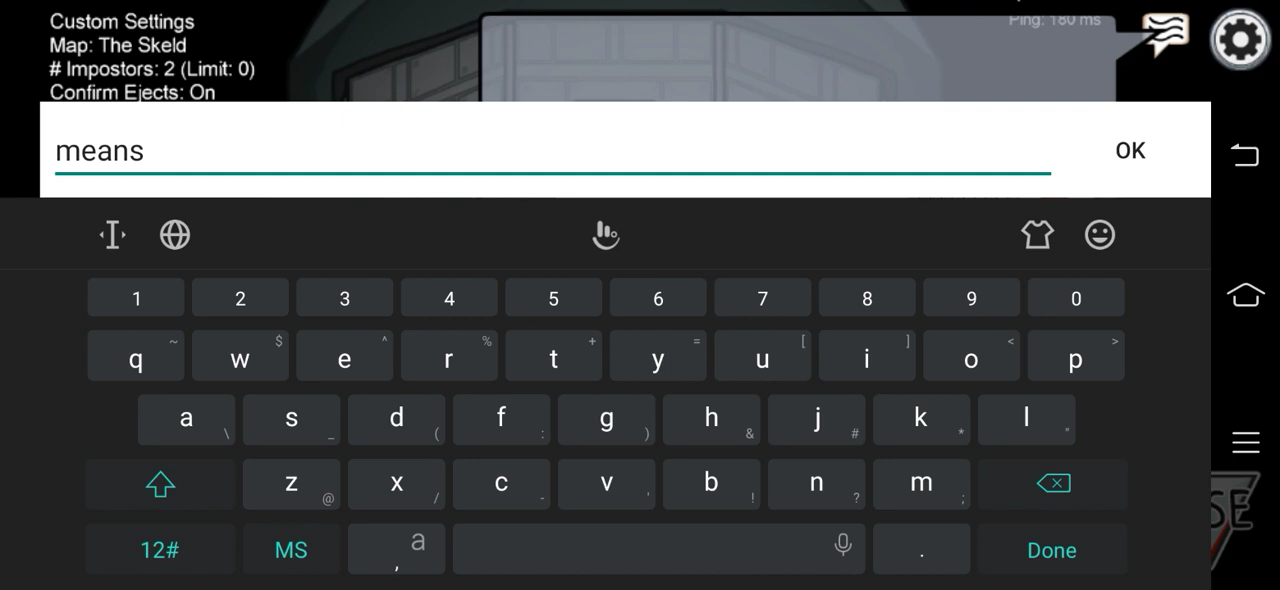 Custom Settings
Map: The Skeld
# Impostors: 2 (Limit: 0)
Confirm Ejects: On
Ping: 180 ms
means
OK
1 2 3 4 5 6 7 8 9 0
q ~ w $ e ^ r % t + y = u [ i ] o < p >
a \ s _ d ( f : g ) h & j # k * l "
z @ x / c - v ' b ! n ? m ;
12# MS , a . Done
SE